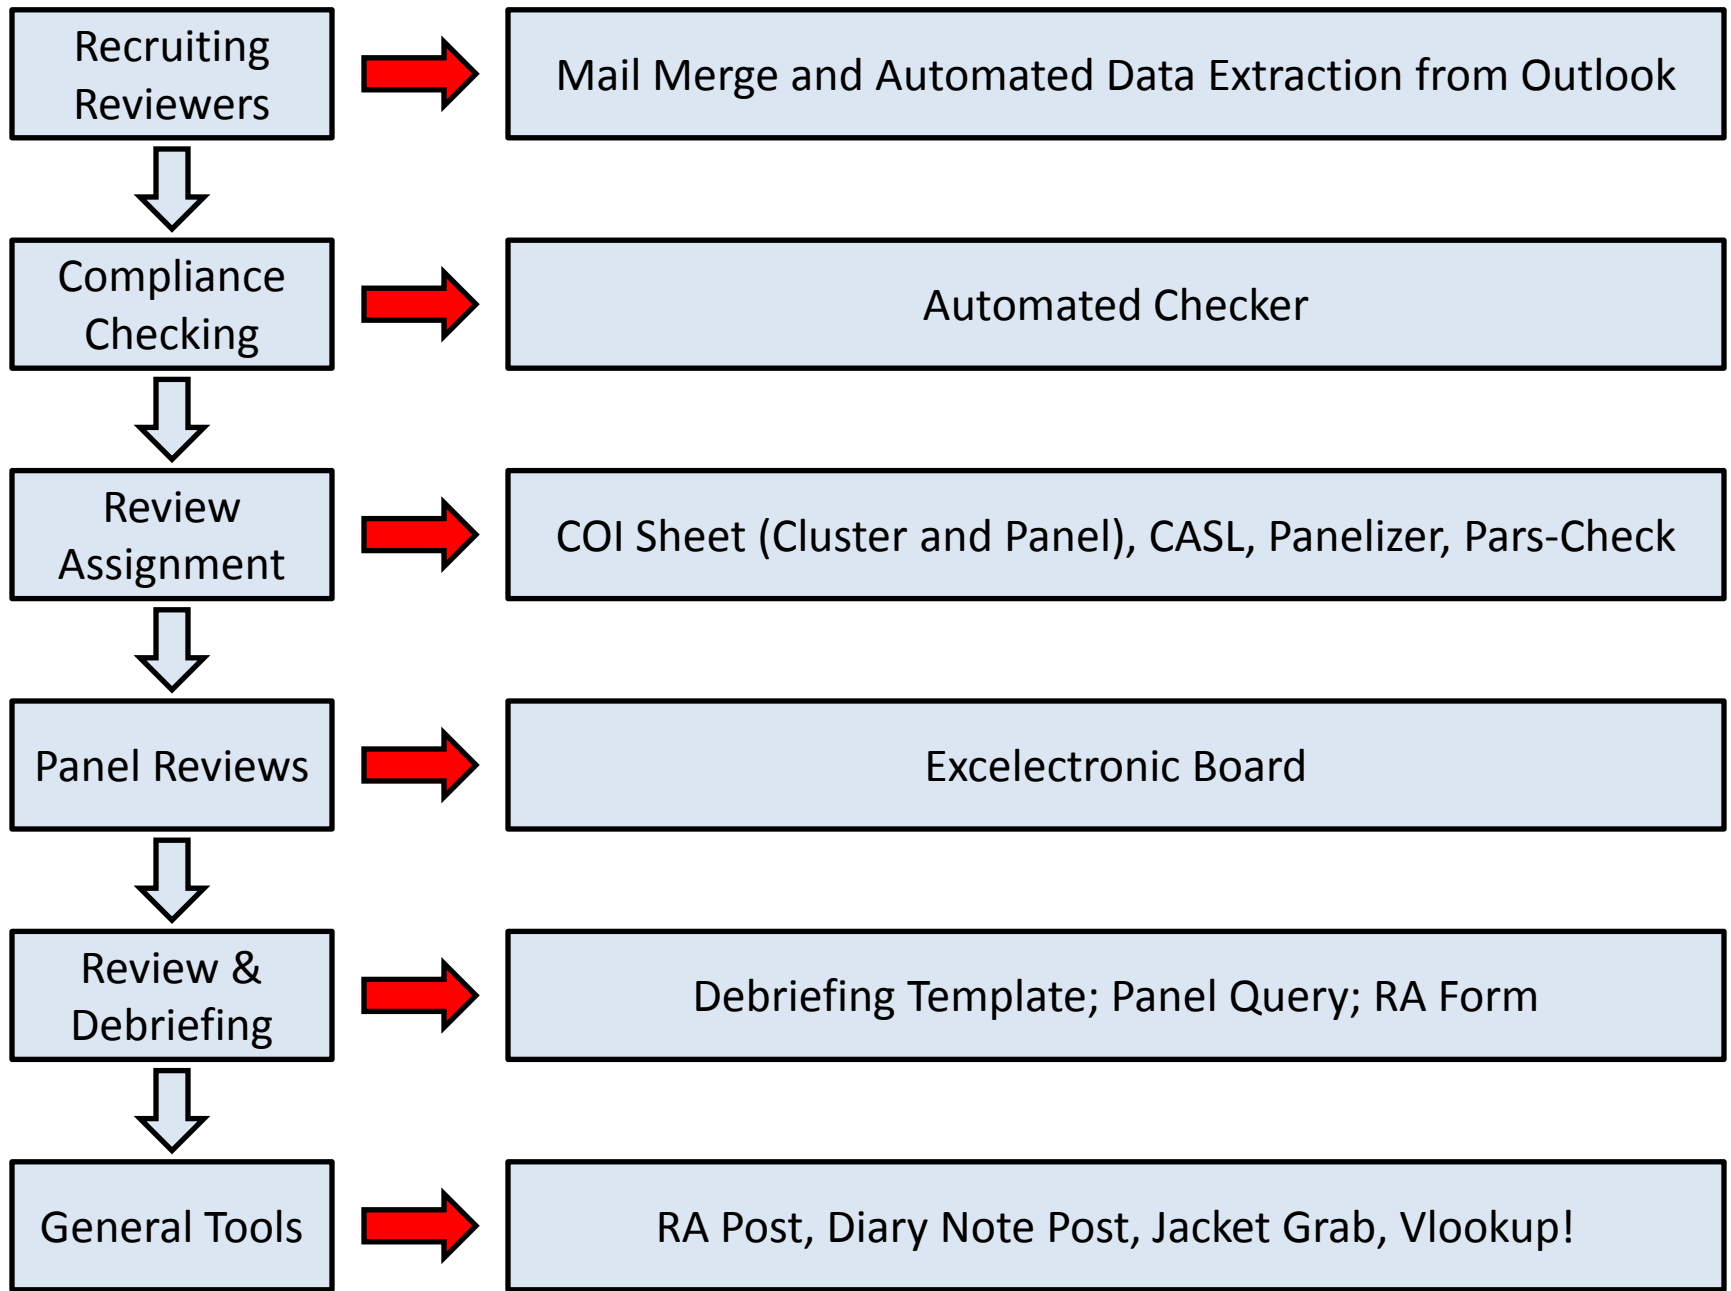 Recruiting
Reviewers
Mail Merge and Automated Data Extraction from Outlook
Compliance
Checking
Automated Checker
Review
Assignment
COI Sheet (Cluster and Panel), CASL, Panelizer, Pars-Check
Panel Reviews
Excelectronic Board
Review &
Debriefing
Debriefing Template; Panel Query; RA Form
General Tools
RA Post, Diary Note Post, Jacket Grab, Vlookup!